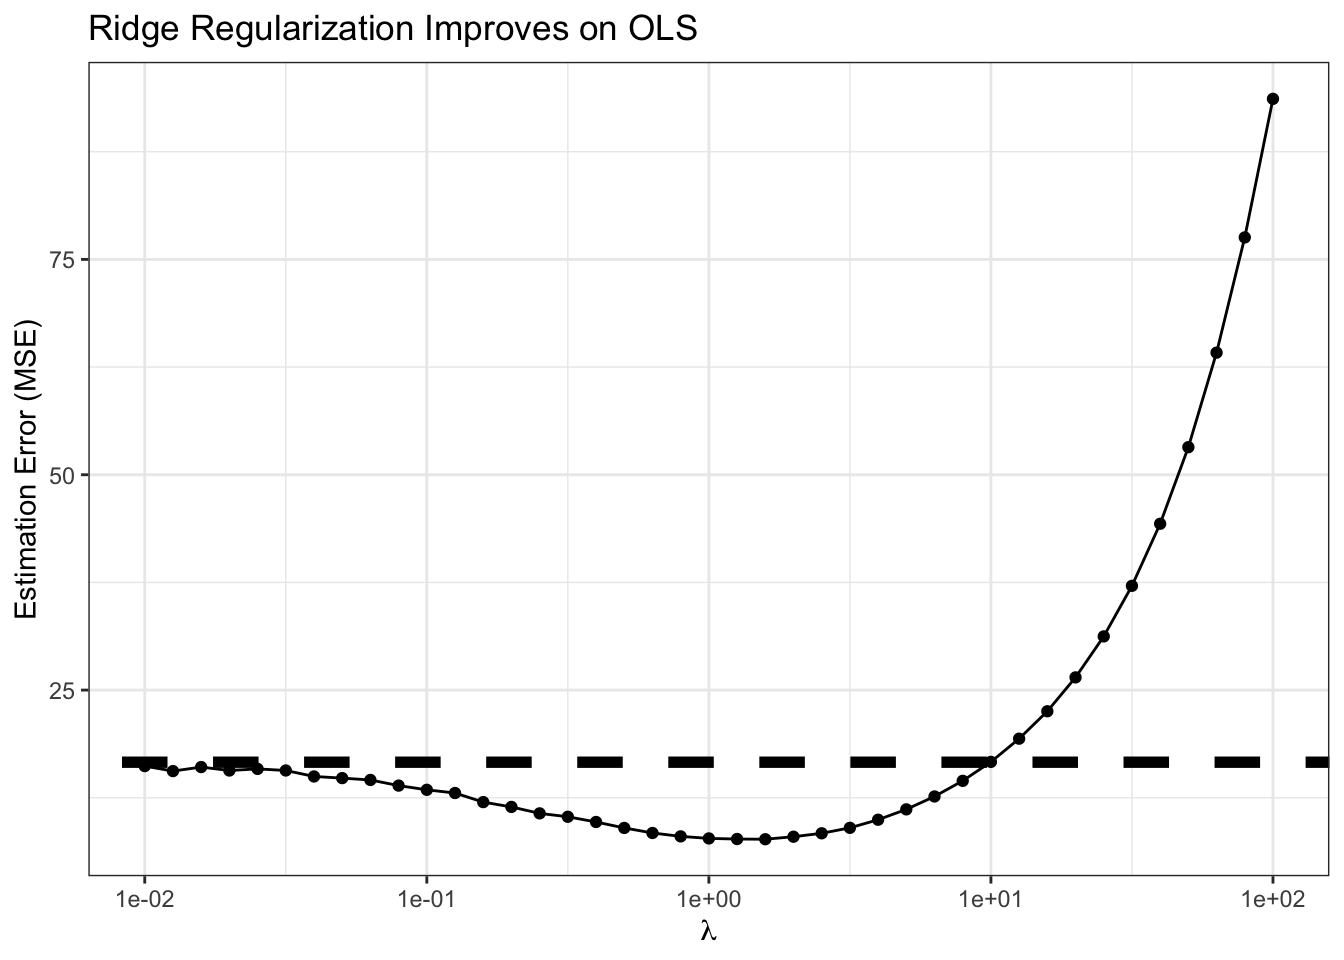 Ridge Regularization Improves on OLS
Estimation Error (MSE)
75
50
25
1e-02 1e-01 1e+00 1e+01 1e+02
λ